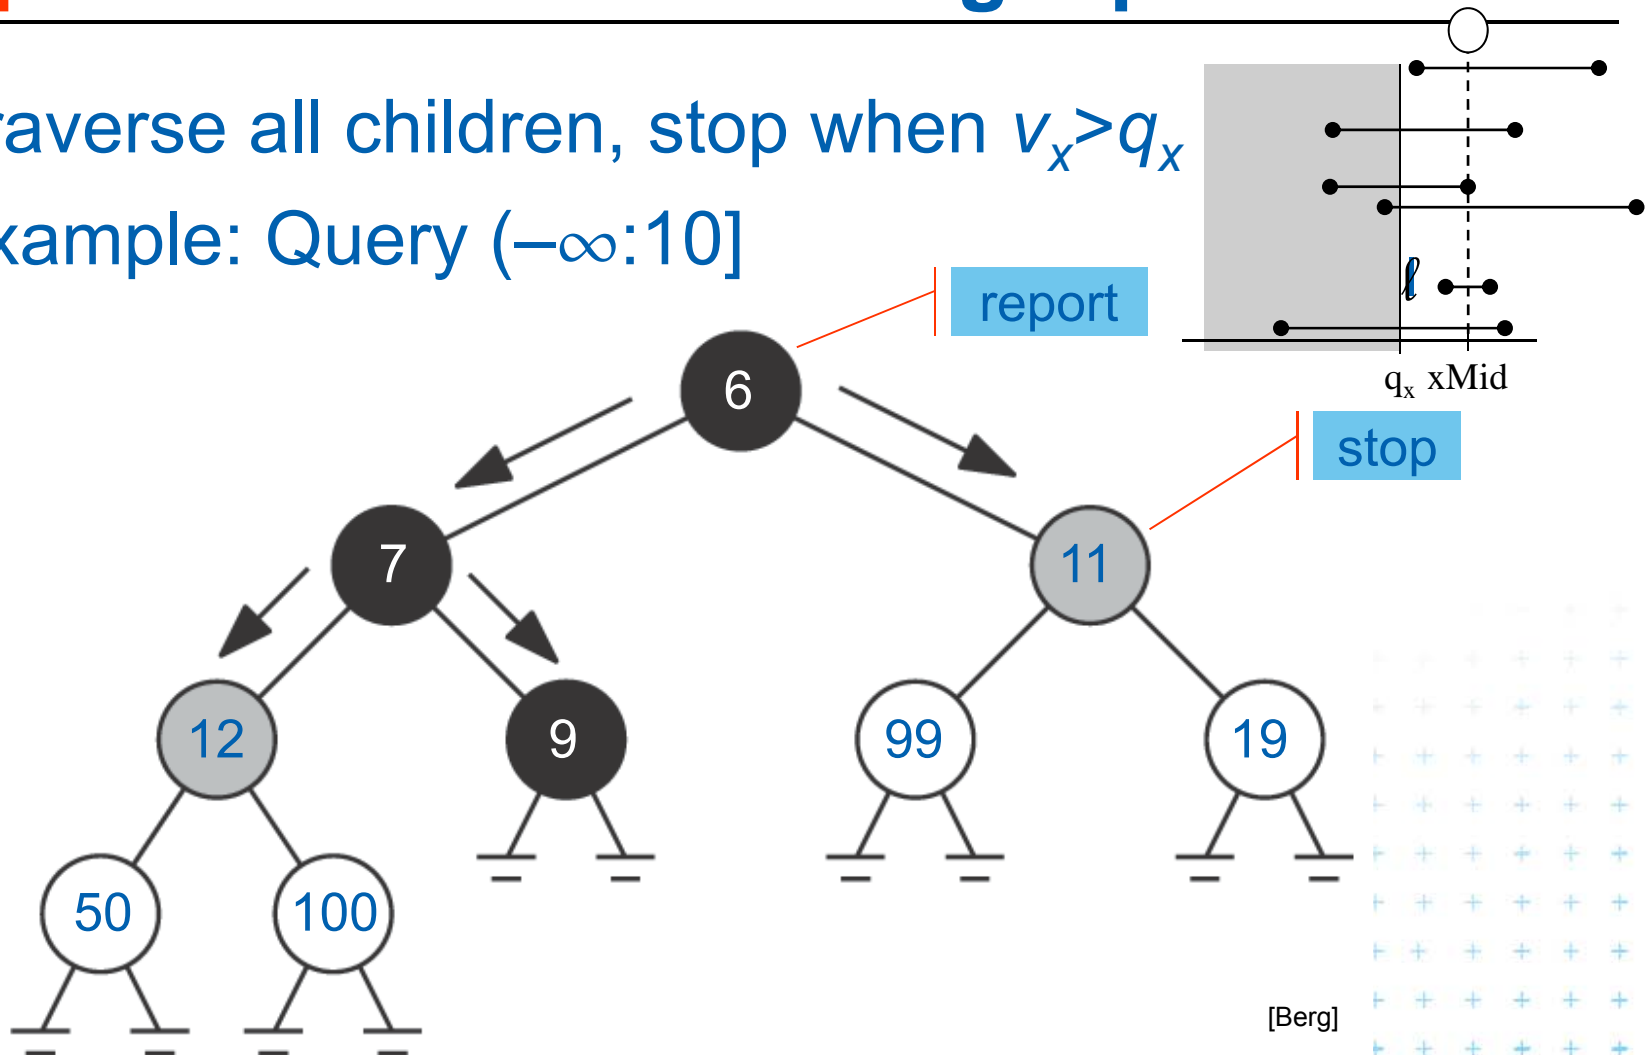 raverse all children, stop when vx>qx
xample: Query (–∞:10]
report
6
ℓ
qx xMid
stop
7
11
12
9
99
19
50
100
[Berg]